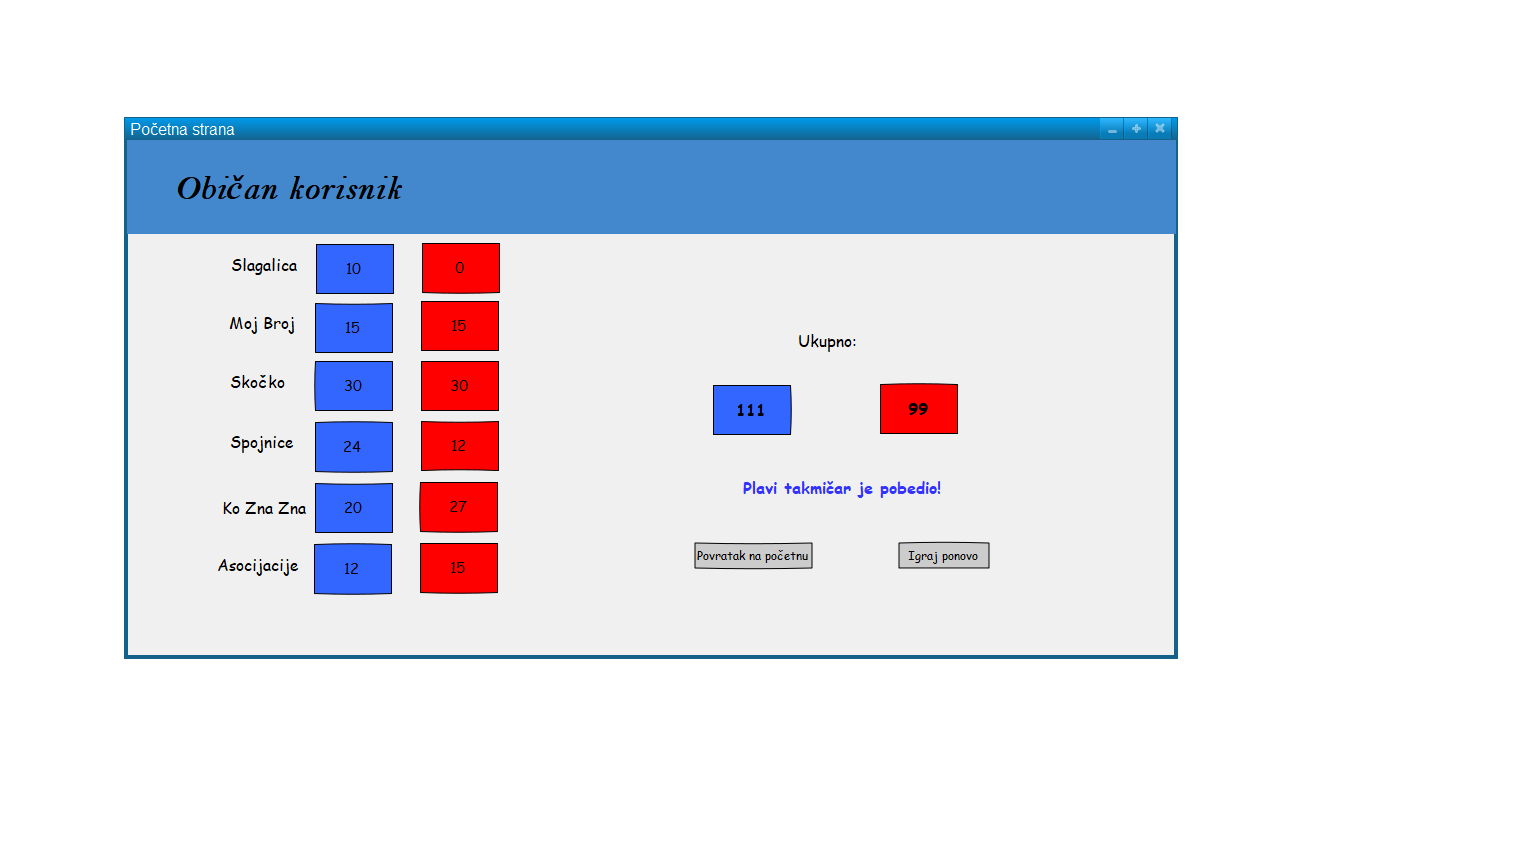 Početna strana
Običan korisnik
Slagalica 10 0
Moj Broj 15 15
Skočko 30 30
Spojnice 24 12
Ko Zna Zna 20 27
Asocijacije 12 15
Ukupno:
111 99
Plavi takmičar je pobedio!
Povratak na početnu Igraj ponovo